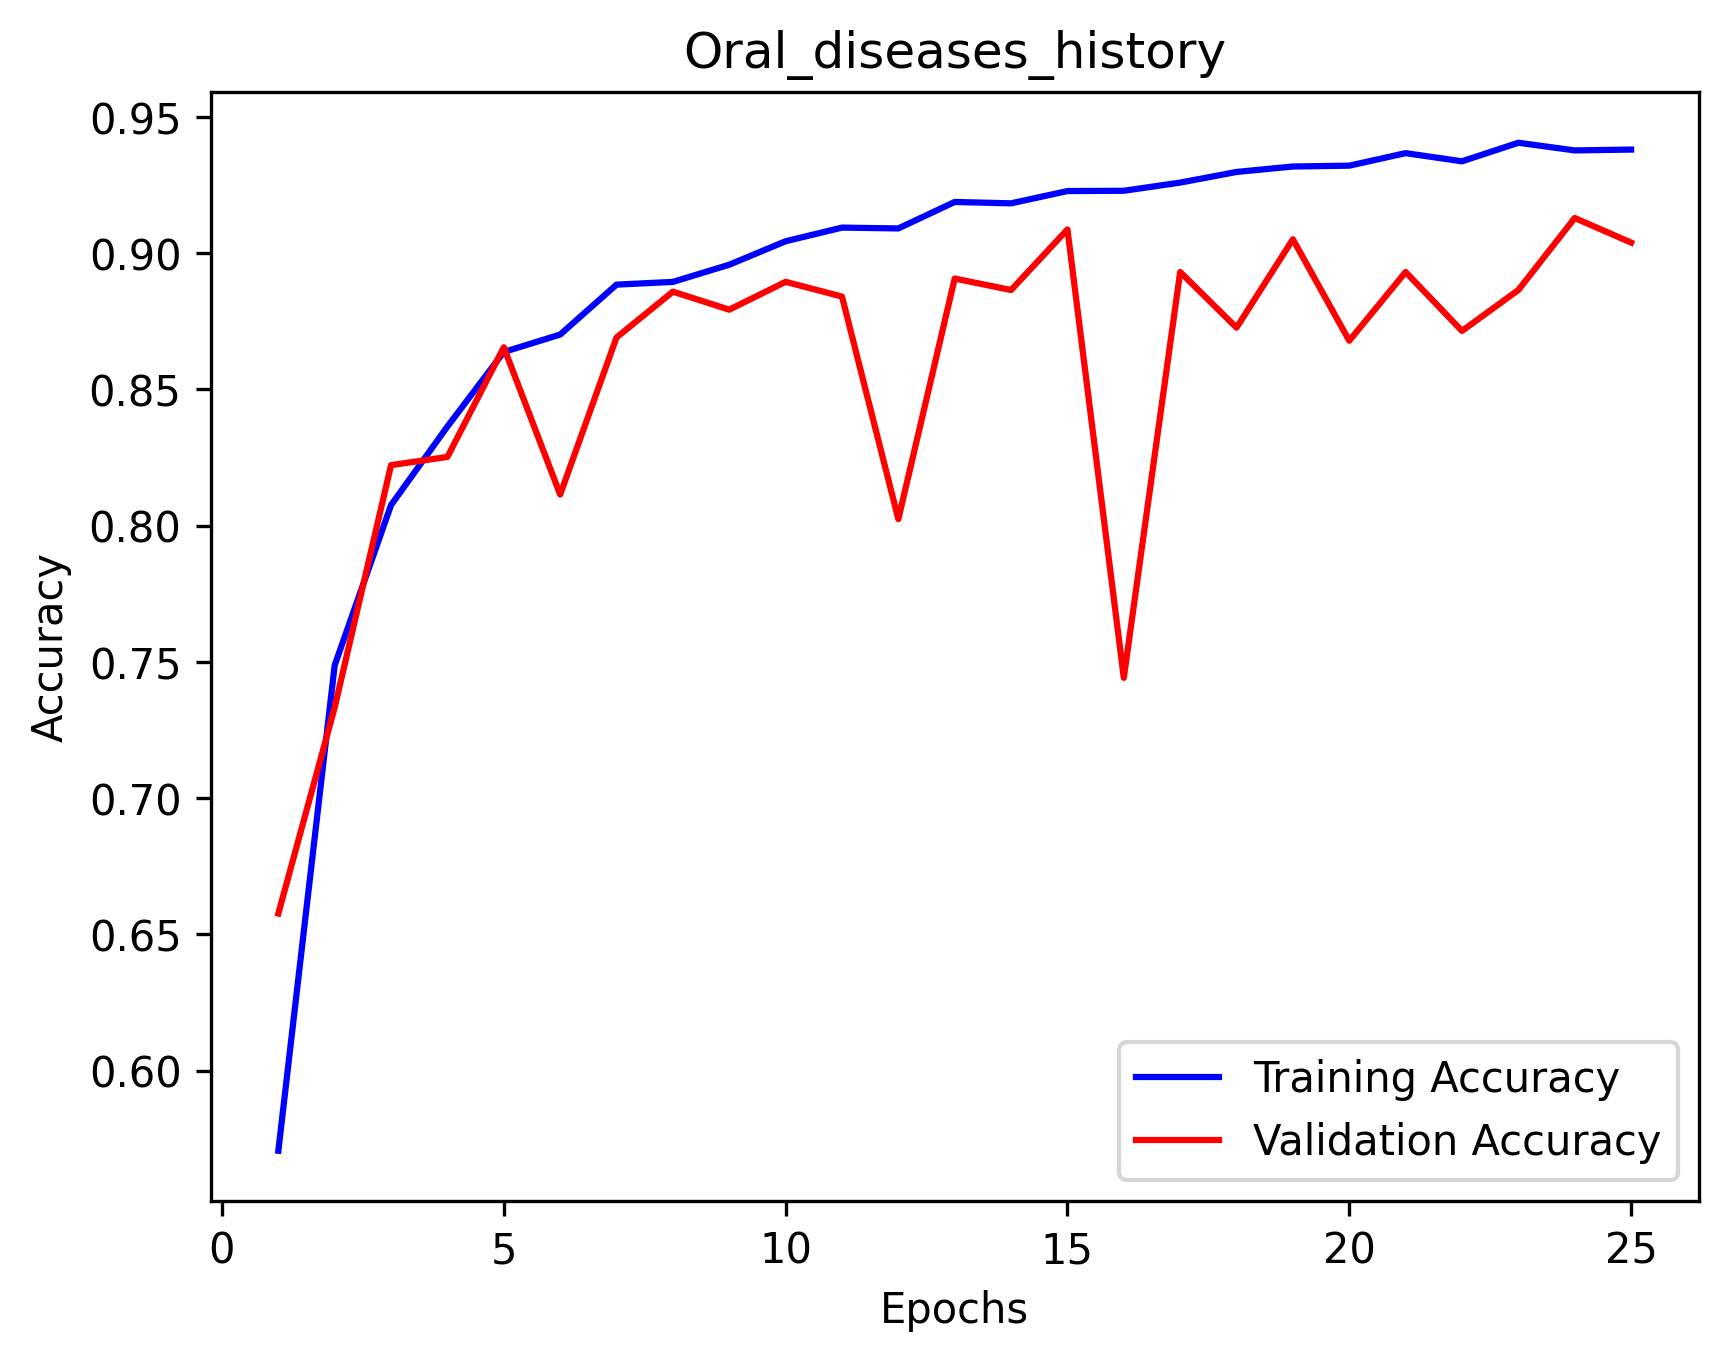 Oral_diseases_history
0.95
0.90
0.85
0.80
0.75
0.70
0.65
0.60
Accuracy
Training Accuracy
Validation Accuracy
0 5 10 15 20 25
Epochs